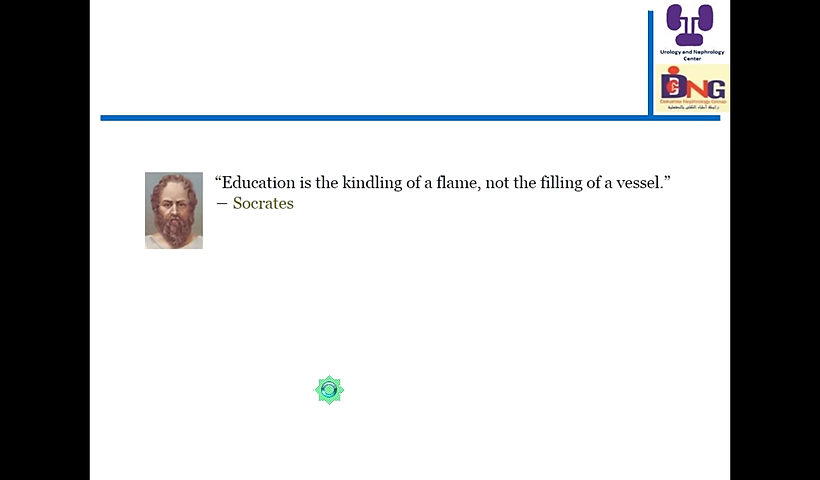 Urology and Nephrology
Center
DNG
Dakahlia Nephrology Group
“Education is the kindling of a flame, not the filling of a vessel.”
― Socrates